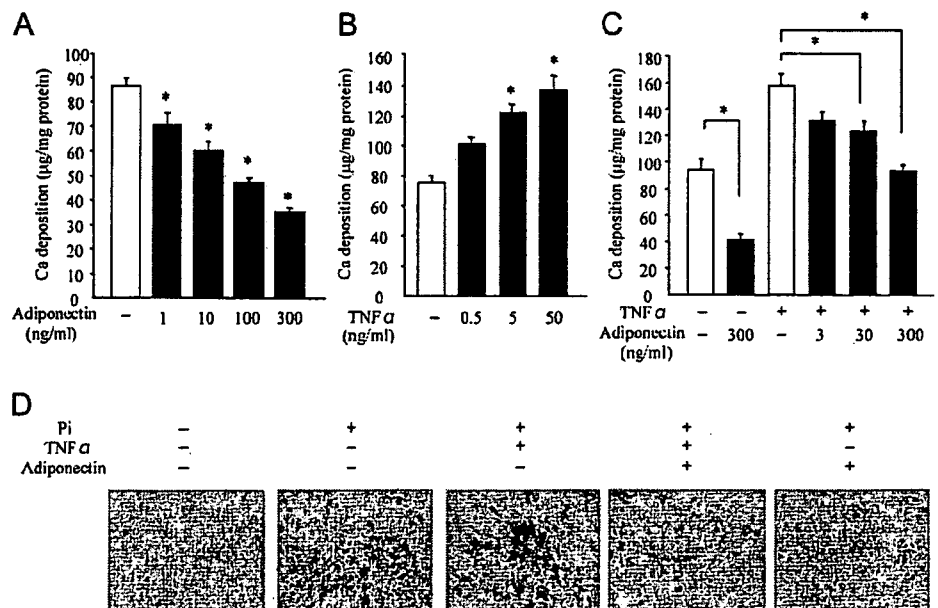 A
Ca deposition (µg/mg protein)
100
90
80
70
60
50
40
30
20
10
0
* * * *
Adiponectin (ng/ml)
– 1 10 100 300
B
Ca deposition (µg/mg protein)
160
140
120
100
80
60
40
20
0
* *
TNFα (ng/ml)
– 0.5 5 50
C
Ca deposition (µg/mg protein)
180
160
140
120
100
80
60
40
20
0
* * *
TNFα – – + + + +
Adiponectin (ng/ml) – 300 – 3 30 300
D
Pi – + + + +
TNFα – – + + –
Adiponectin – – – + +